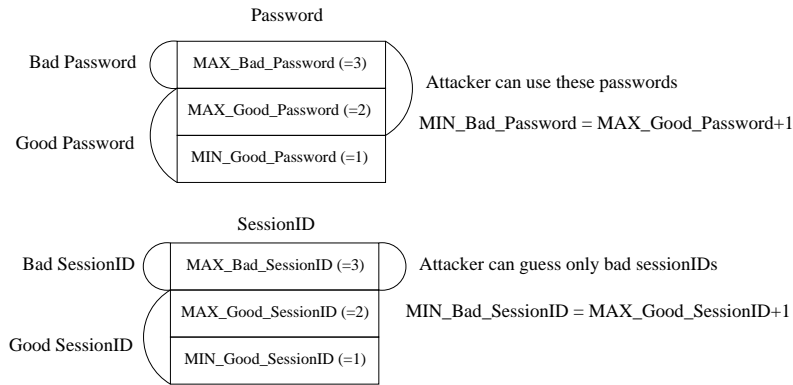 Password
Bad Password
MAX_Bad_Password (=3)
Attacker can use these passwords
MAX_Good_Password (=2)
MIN_Bad_Password = MAX_Good_Password+1
Good Password
MIN_Good_Password (=1)
SessionID
Bad SessionID
MAX_Bad_SessionID (=3)
Attacker can guess only bad sessionIDs
MAX_Good_SessionID (=2)
MIN_Bad_SessionID = MAX_Good_SessionID+1
Good SessionID
MIN_Good_SessionID (=1)